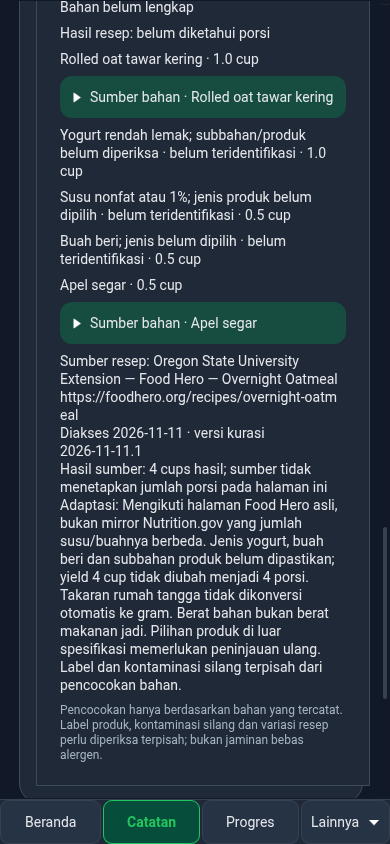 Bahan belum lengkap
Hasil resep: belum diketahui porsi
Rolled oat tawar kering · 1.0 cup
Sumber bahan · Rolled oat tawar kering
Yogurt rendah lemak; subbahan/produk
belum diperiksa · belum teridentifikasi · 1.0
cup
Susu nonfat atau 1%; jenis produk belum
dipilih · belum teridentifikasi · 0.5 cup
Buah beri; jenis belum dipilih · belum
teridentifikasi · 0.5 cup
Apel segar · 0.5 cup
Sumber bahan · Apel segar
Sumber resep: Oregon State University
Extension — Food Hero — Overnight Oatmeal
https://foodhero.org/recipes/overnight-oatm
eal
Diakses 2026-11-11 · versi kurasi
2026-11-11.1
Hasil sumber: 4 cups hasil; sumber tidak
menetapkan jumlah porsi pada halaman ini
Adaptasi: Mengikuti halaman Food Hero asli,
bukan mirror Nutrition.gov yang jumlah
susu/buahnya berbeda. Jenis yogurt, buah
beri dan subbahan produk belum dipastikan;
yield 4 cup tidak diubah menjadi 4 porsi.
Takaran rumah tangga tidak dikonversi
otomatis ke gram. Berat bahan bukan berat
makanan jadi. Pilihan produk di luar
spesifikasi memerlukan peninjauan ulang.
Label dan kontaminasi silang terpisah dari
pencocokan bahan.
Pencocokan hanya berdasarkan bahan yang tercatat.
Label produk, kontaminasi silang dan variasi resep
perlu diperiksa terpisah; bukan jaminan bebas
alergen.
Beranda
Catatan
Progres
Lainnya